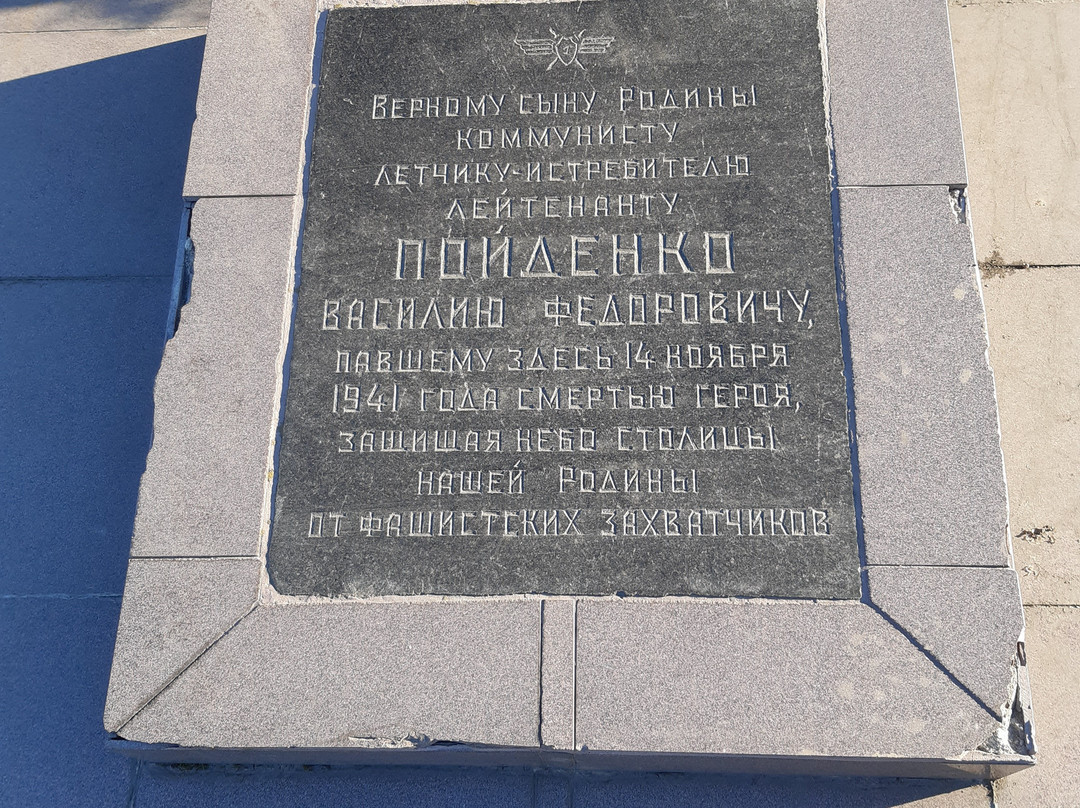 Верному сыну Родины
коммунисту
летчику-истребителю
лейтенанту
ПОЙДЕНКО
Василию Федоровичу,
павшему здесь 14 ноября
1941 года смертью героя,
защищая небо столицы
нашей Родины
от фашистских захватчиков